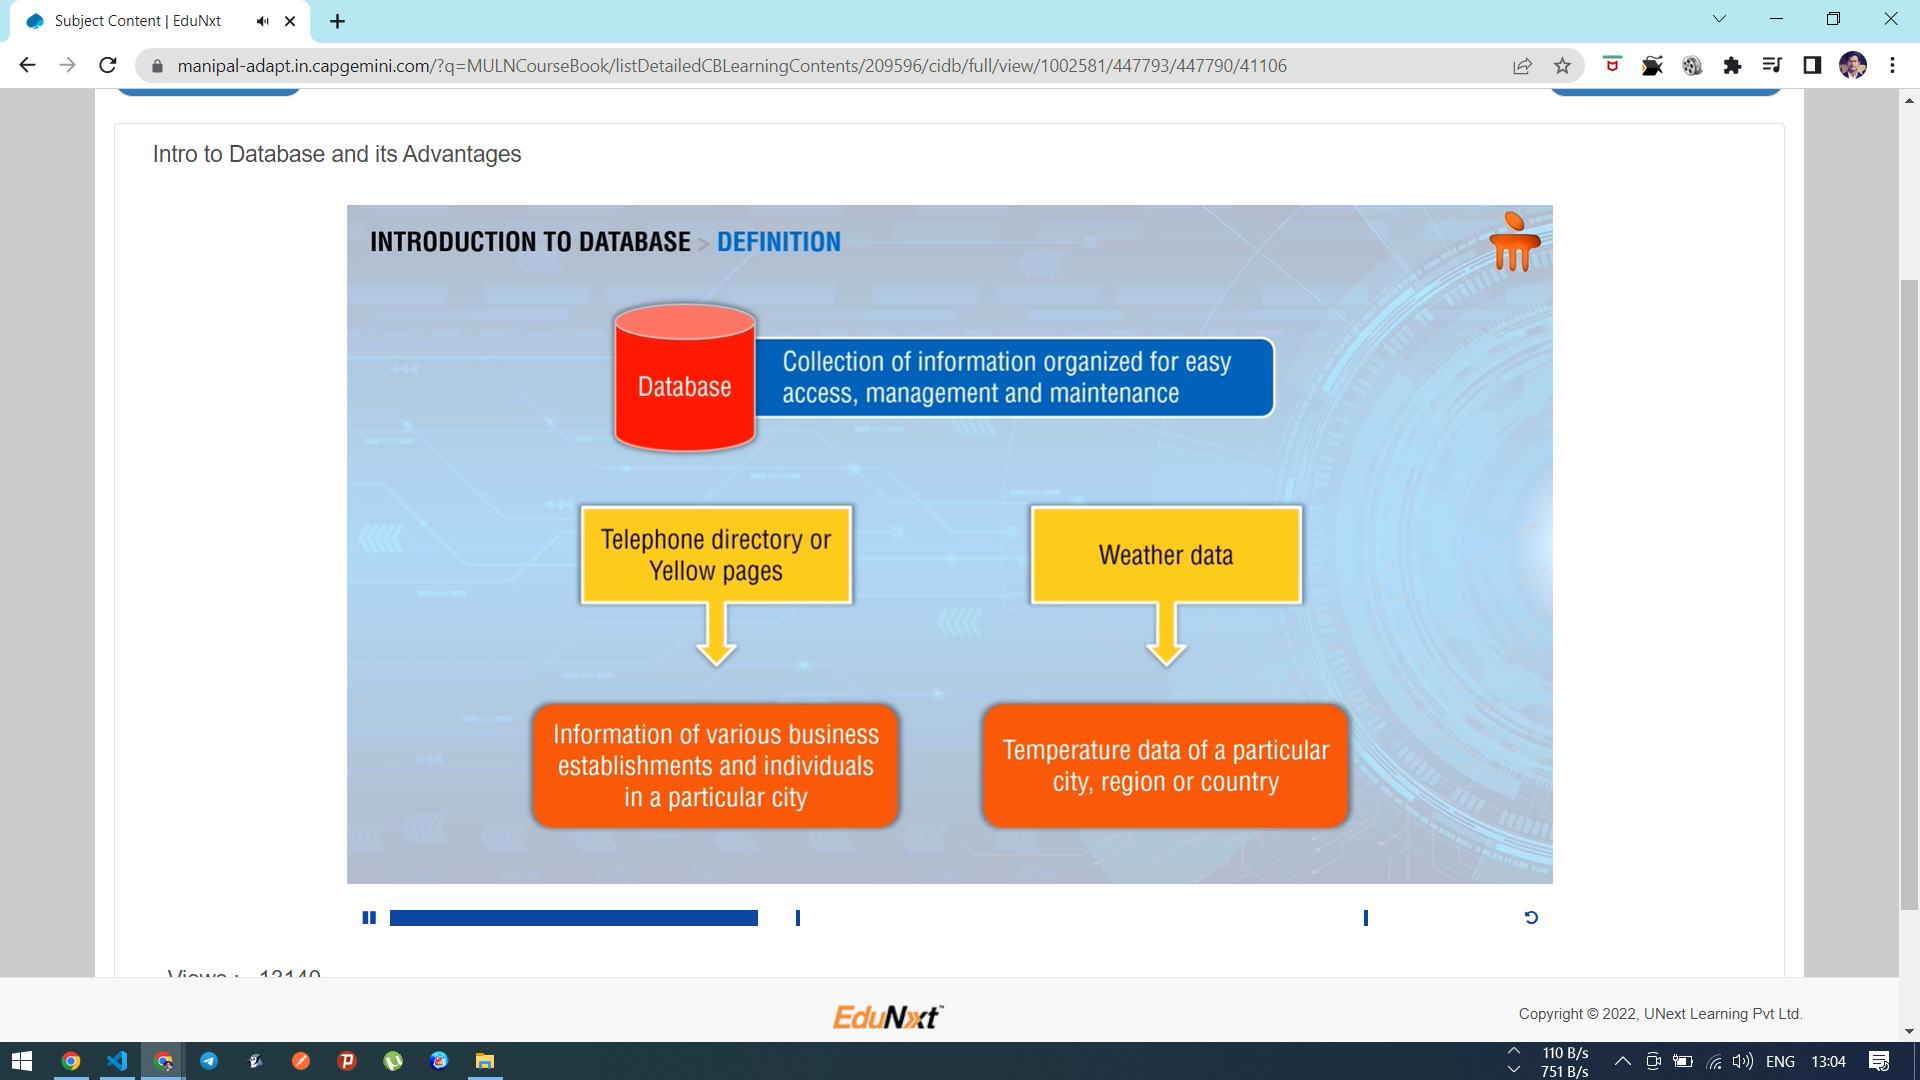 Subject Content | EduNxt
manipal-adapt.in.capgemini.com/?q=MULNCourseBook/listDetailedCBLearningContents/209596/cidb/full/view/1002581/447793/447790/41106
Intro to Database and its Advantages
INTRODUCTION TO DATABASE > DEFINITION
Database
Collection of information organized for easy
access, management and maintenance
Telephone directory or
Yellow pages
Weather data
Information of various business
establishments and individuals
in a particular city
Temperature data of a particular
city, region or country
Views : 13140
EduNxt™
Copyright © 2022, UNext Learning Pvt Ltd.
110 B/s
751 B/s
ENG
13:04